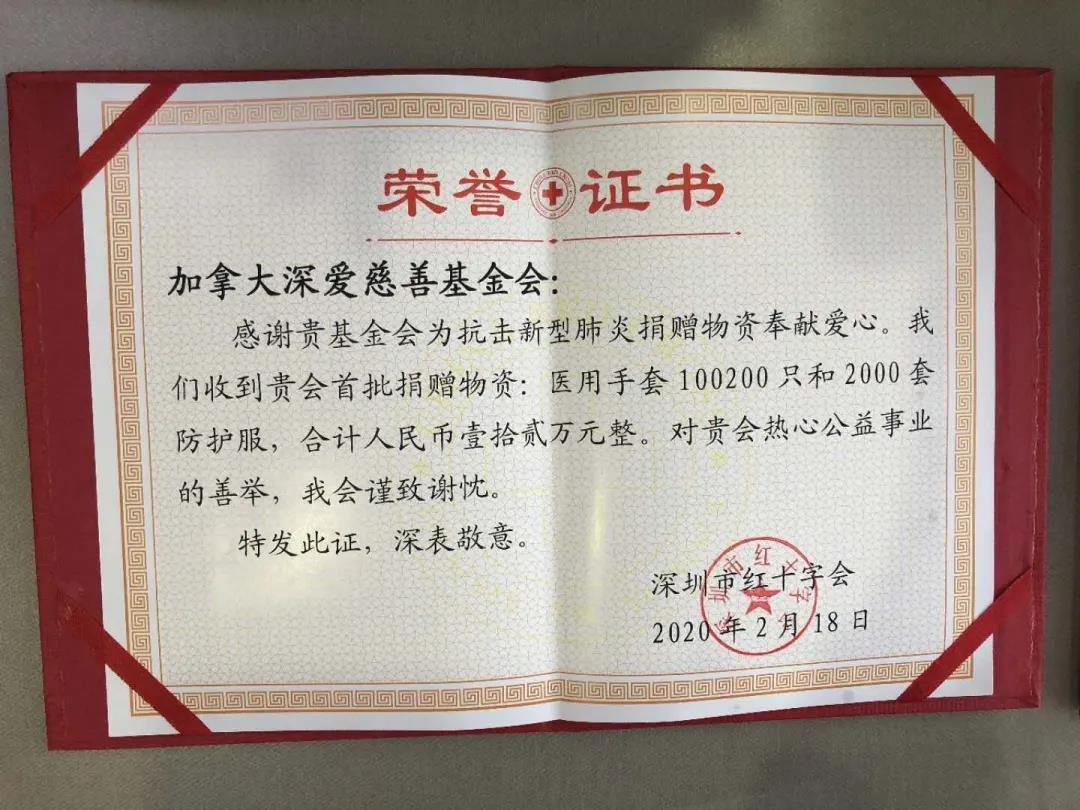 荣誉证书
加拿大深爱慈善基金会：
感谢贵基金会为抗击新型肺炎捐赠物资奉献爱心。我
们收到贵会首批捐赠物资：医用手套100200只和2000套
防护服，合计人民币壹拾贰万元整。对贵会热心公益事业
的善举，我会谨致谢忱。
特发此证，深表敬意。
深圳市红十字会
2020年2月18日